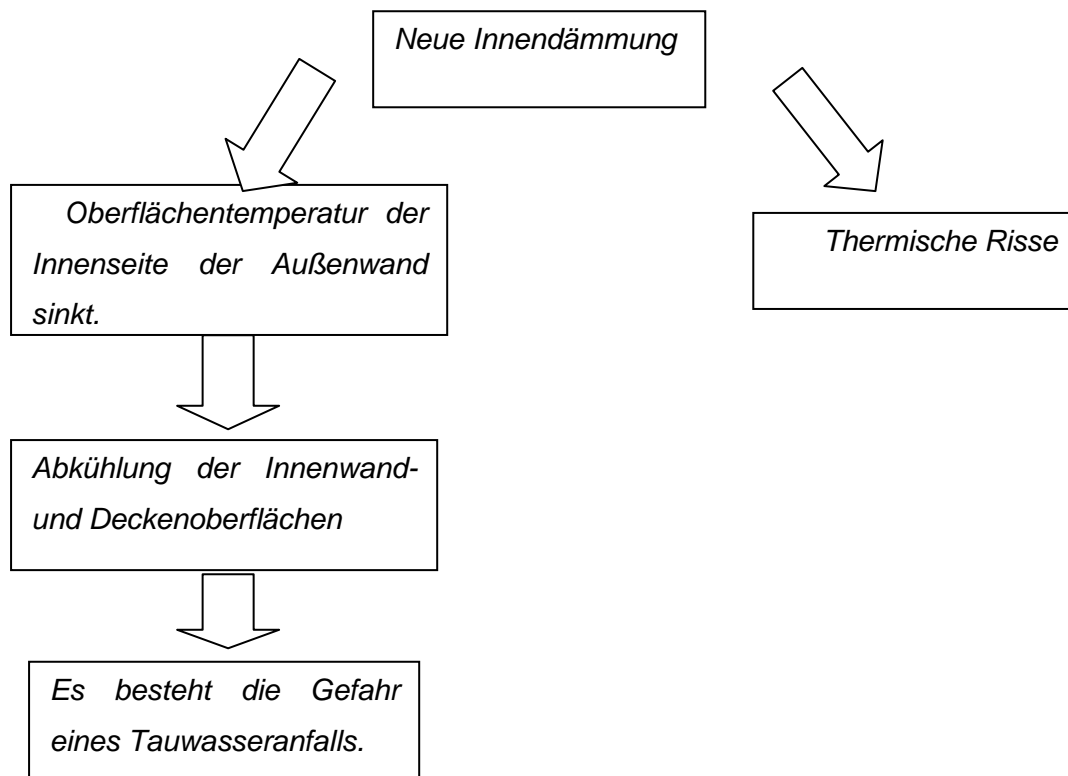 Neue Innendämmung
Oberflächentemperatur der
Innenseite der Außenwand
sinkt.
Thermische Risse
Abkühlung der Innenwand-
und Deckenoberflächen
Es besteht die Gefahr
eines Tauwasseranfalls.